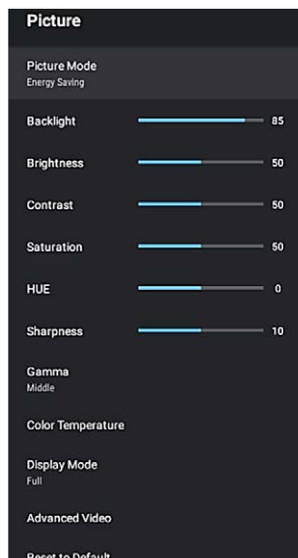 Picture
Picture Mode
Energy Saving
Backlight 85
Brightness 50
Contrast 50
Saturation 50
HUE 0
Sharpness 10
Gamma
Middle
Color Temperature
Display Mode
Full
Advanced Video
Reset to Default